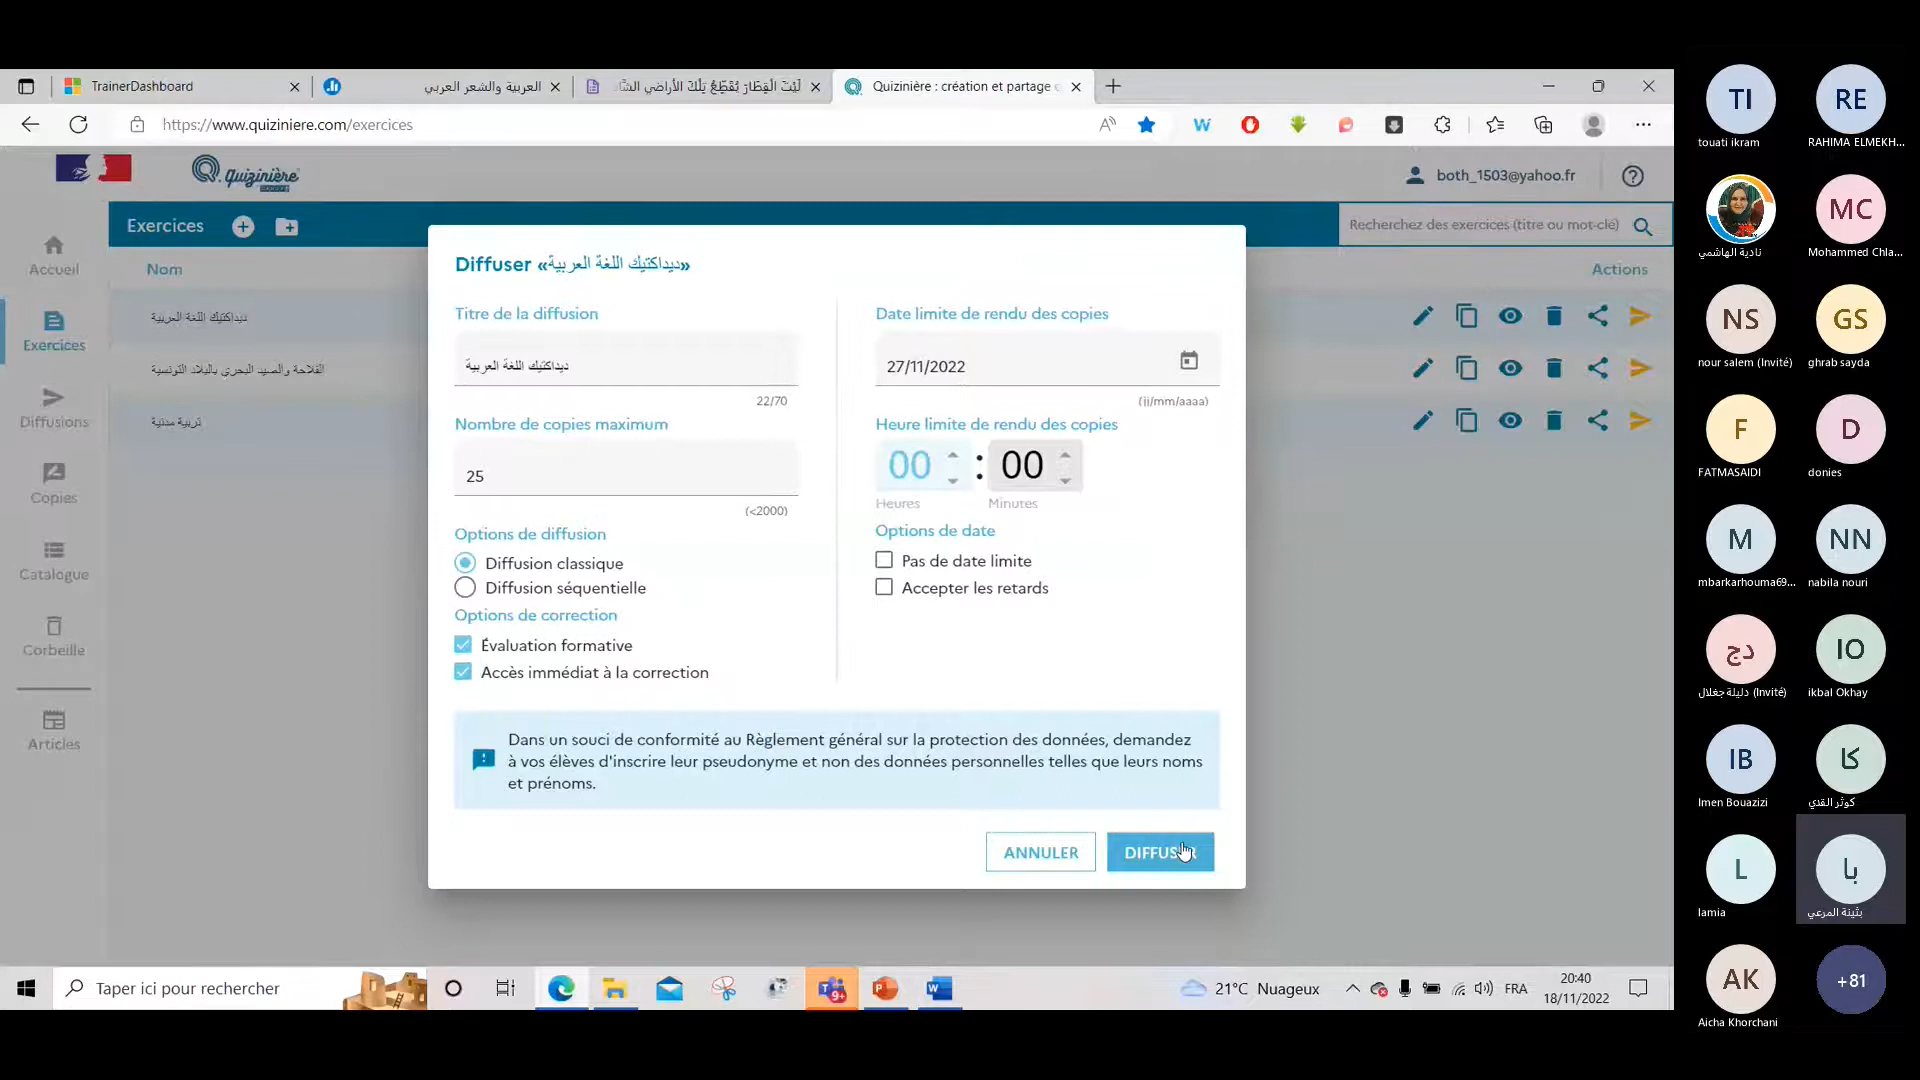 TrainerDashboard
العربية والشعر العربي
لَيْتَ الْقِطَارَ يُقَطِّعُ تِلْكَ الأراضي
Quizinière : création et partage
https://www.quiziniere.com/exercices
Quizinière
both_1503@yahoo.fr
Exercices
Recherchez des exercices (titre ou mot-clé)
Accueil
Exercices
Diffusions
Copies
Catalogue
Corbeille
Articles
Nom
Actions
ديداكتيك اللغة العربية
الفلاحة والصيد البحري بالبلاد التونسية
تربية مدنية
Diffuser «ديداكتيك اللغة العربية»
Titre de la diffusion
ديداكتيك اللغة العربية
22/70
Nombre de copies maximum
25
(<2000)
Options de diffusion
Diffusion classique
Diffusion séquentielle
Options de correction
Évaluation formative
Accès immédiat à la correction
Date limite de rendu des copies
27/11/2022
(jj/mm/aaaa)
Heure limite de rendu des copies
00 : 00
Heures Minutes
Options de date
Pas de date limite
Accepter les retards
Dans un souci de conformité au Règlement général sur la protection des données, demandez
à vos élèves d'inscrire leur pseudonyme et non des données personnelles telles que leurs noms
et prénoms.
ANNULER
DIFFUSER
Taper ici pour rechercher
9+
21°C Nuageux
FRA
20:40
18/11/2022
TI
touati ikram
RE
RAHIMA ELMEKH...
نادية الهاشمي
MC
Mohammed Chla...
NS
nour salem (Invité)
GS
ghrab sayda
F
FATMASAIDI
D
donies
M
mbarkarhouma69...
NN
nabila nouri
دج
دليلة جغلال (Invité)
IO
ikbal Okhay
IB
Imen Bouazizi
كا
كوثر القدي
L
lamia
با
بثينة المرعي
AK
Aicha Khorchani
+81